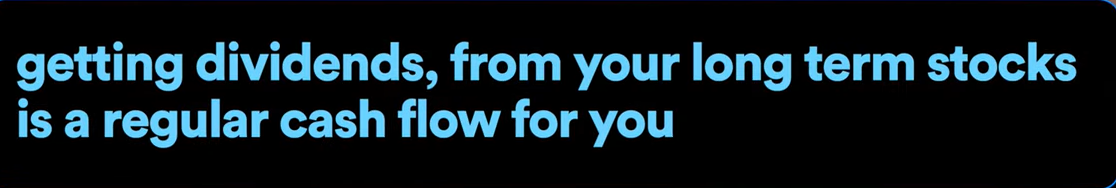 getting dividends, from your long term stocks
is a regular cash flow for you